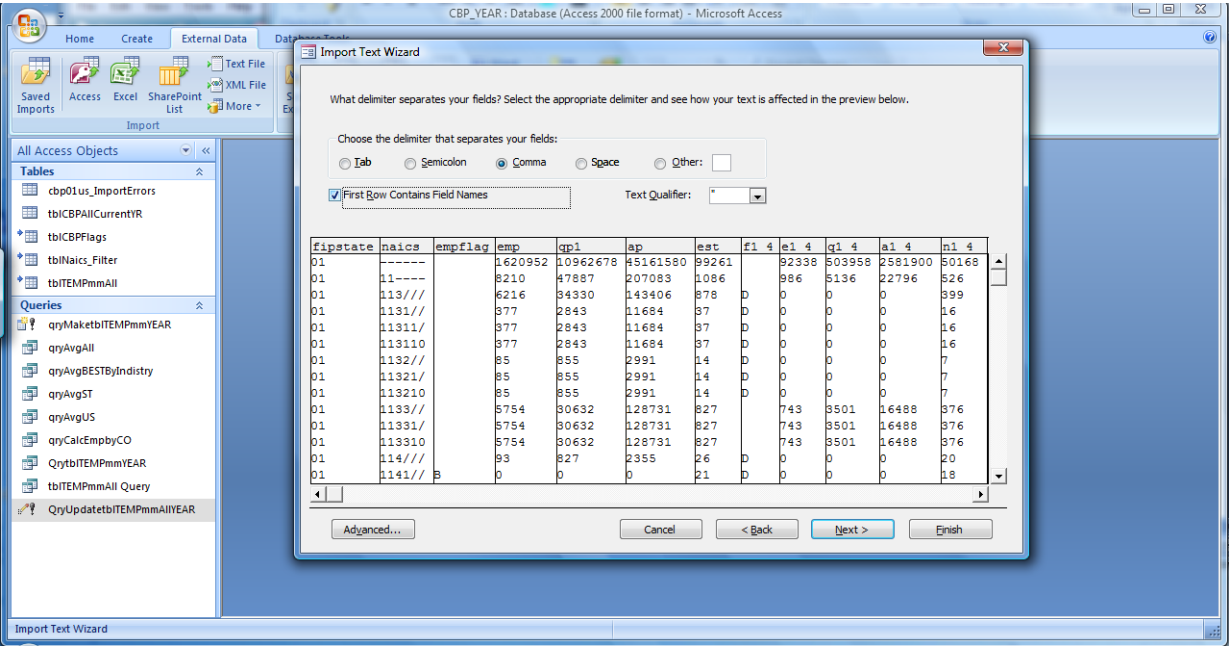 CBP_YEAR : Database (Access 2000 file format) - Microsoft Access
Home Create External Data Database Tools
Saved Imports
Access
Excel
SharePoint List
Text File
XML File
More
Import
All Access Objects
Tables
cbp01us_ImportErrors
tblCBPAllCurrentYR
tblCBPFlags
tblNaics_Filter
tblTEMPmmAll
Queries
qryMaketblTEMPmmYEAR
qryAvgAll
qryAvgBESTByIndistry
qryAvgST
qryAvgUS
qryCalcEmpbyCO
QrytblTEMPmmYEAR
tblTEMPmmAll Query
QryUpdatetblTEMPmmAllYEAR
Import Text Wizard
What delimiter separates your fields? Select the appropriate delimiter and see how your text is affected in the preview below.
Choose the delimiter that separates your fields:
Tab Semicolon Comma Space Other:
First Row Contains Field Names Text Qualifier: "
fipstate naics empflag emp qp1 ap est f1_4 e1_4 q1_4 a1_4 n1_4
01 ------ 1620952 10962678 45161580 99261 92338 503958 2581900 50168
01 11---- 8210 47887 207083 1086 986 5136 22796 526
01 113/// 6216 34330 143406 878 D 0 0 0 399
01 1131// 377 2843 11684 37 D 0 0 0 16
01 11311/ 377 2843 11684 37 D 0 0 0 16
01 113110 377 2843 11684 37 D 0 0 0 16
01 1132// 85 855 2991 14 D 0 0 0 7
01 11321/ 85 855 2991 14 D 0 0 0 7
01 113210 85 855 2991 14 D 0 0 0 7
01 1133// 5754 30632 128731 827 743 3501 16488 376
01 11331/ 5754 30632 128731 827 743 3501 16488 376
01 113310 5754 30632 128731 827 743 3501 16488 376
01 114/// 93 827 2355 26 D 0 0 0 20
01 1141// B 0 0 0 21 D 0 0 0 18
Advanced... Cancel < Back Next > Finish
Import Text Wizard